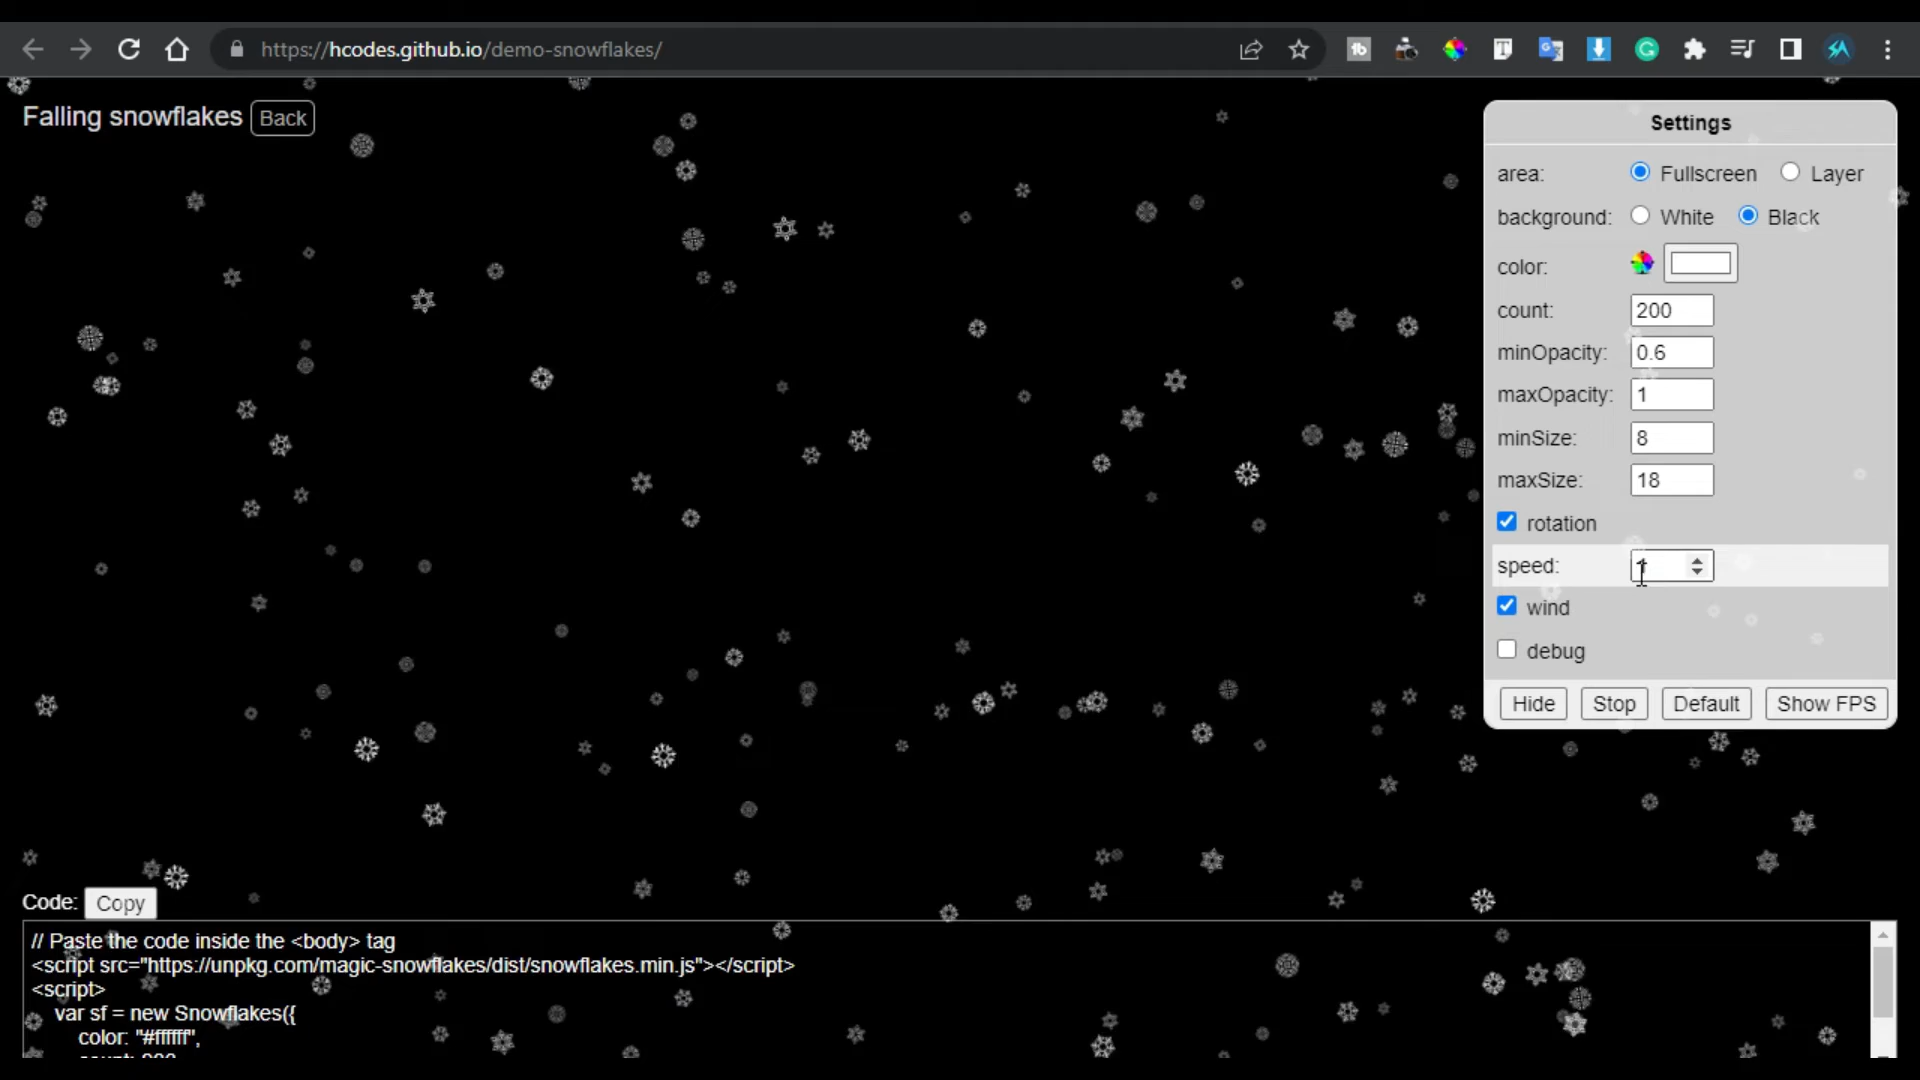 https://hcodes.github.io/demo-snowflakes/
Falling snowflakes Back
Settings
area: Fullscreen Layer
background: White Black
color:
count: 200
minOpacity: 0.6
maxOpacity: 1
minSize: 8
maxSize: 18
rotation
speed: 1
wind
debug
Hide Stop Default Show FPS
Code: Copy
// Paste the code inside the <body> tag
<script src="https://unpkg.com/magic-snowflakes/dist/snowflakes.min.js"></script>
<script>
var sf = new Snowflakes({
color: "#ffffff",